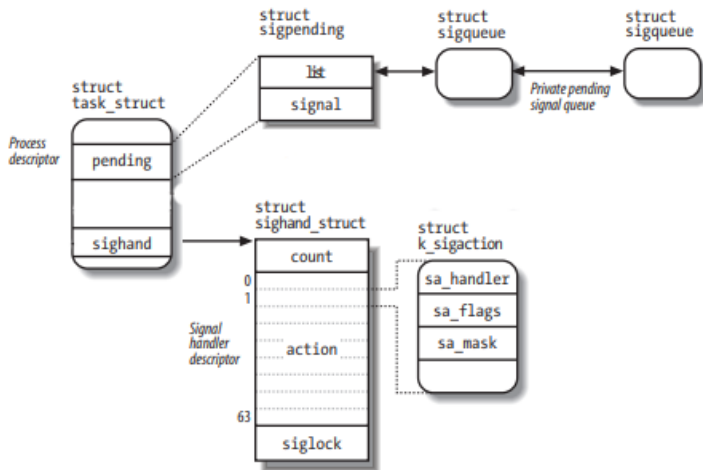 struct
sigpending
struct
sigqueue
struct
sigqueue
list
signal
Private pending
signal queue
struct
task_struct
Process
descriptor
pending
sighand
struct
sighand_struct
count
0
1
Signal
handler
descriptor
action
63
siglock
struct
k_sigaction
sa_handler
sa_flags
sa_mask